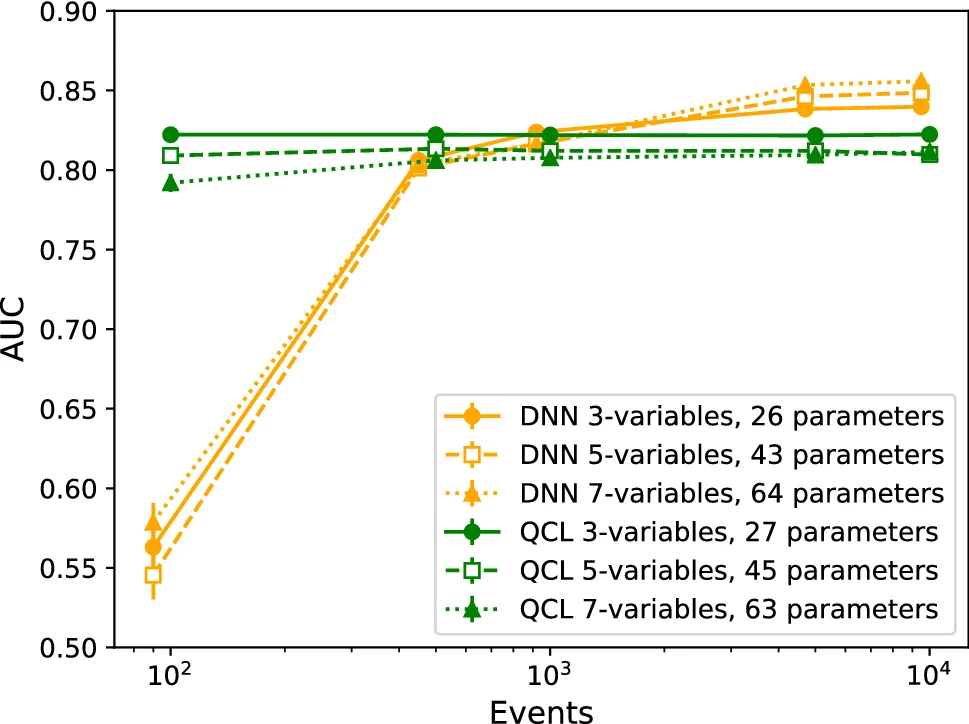 0.90
0.85
0.80
0.75
0.70
0.65
0.60
0.55
0.50
AUC
DNN 3-variables, 26 parameters
DNN 5-variables, 43 parameters
DNN 7-variables, 64 parameters
QCL 3-variables, 27 parameters
QCL 5-variables, 45 parameters
QCL 7-variables, 63 parameters
10² 10³ 10⁴
Events